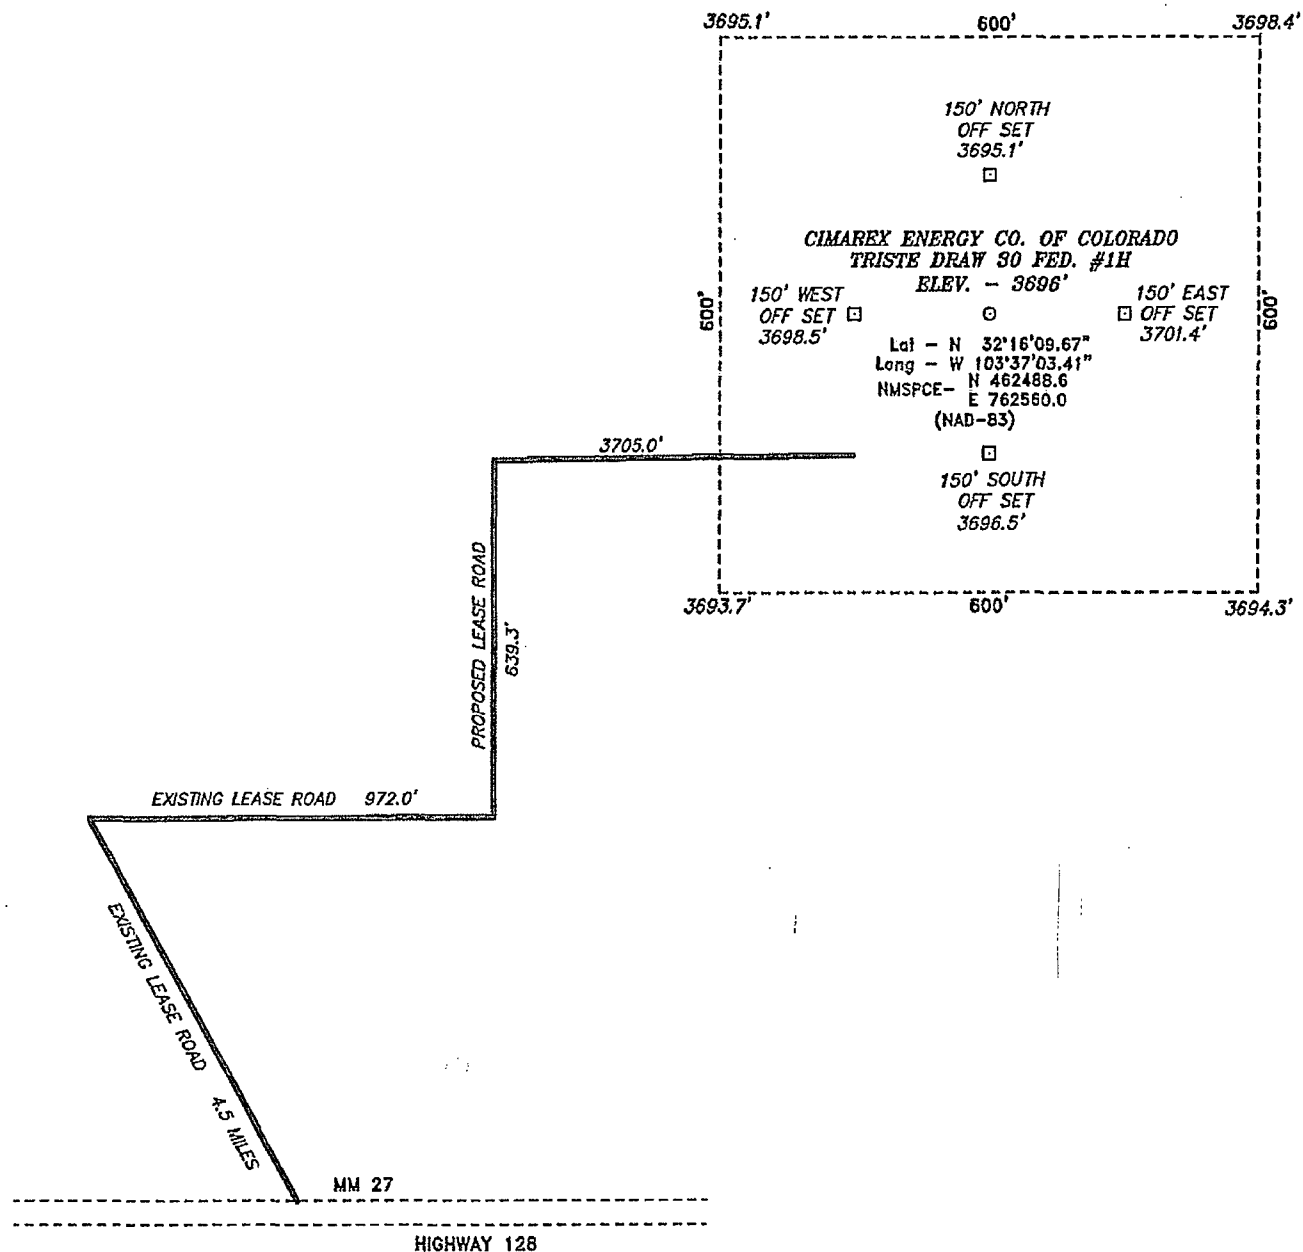 3695.1'
600'
3698.4'
150' NORTH
OFF SET
3695.1'
CIMAREX ENERGY CO. OF COLORADO
TRISTE DRAW 30 FED. #1H
ELEV. - 3696'
600'
150' WEST
OFF SET
3698.5'
150' EAST
OFF SET
3701.4'
600'
Lat - N 32°16'09.67"
Long - W 103°37'03.41"
NMSPCE- N 462488.6
E 762560.0
(NAD-83)
3705.0'
150' SOUTH
OFF SET
3696.5'
3693.7'
600'
3694.3'
PROPOSED LEASE ROAD
639.3'
EXISTING LEASE ROAD 972.0'
EXISTING LEASE ROAD 4.5 MILES
MM 27
HIGHWAY 128